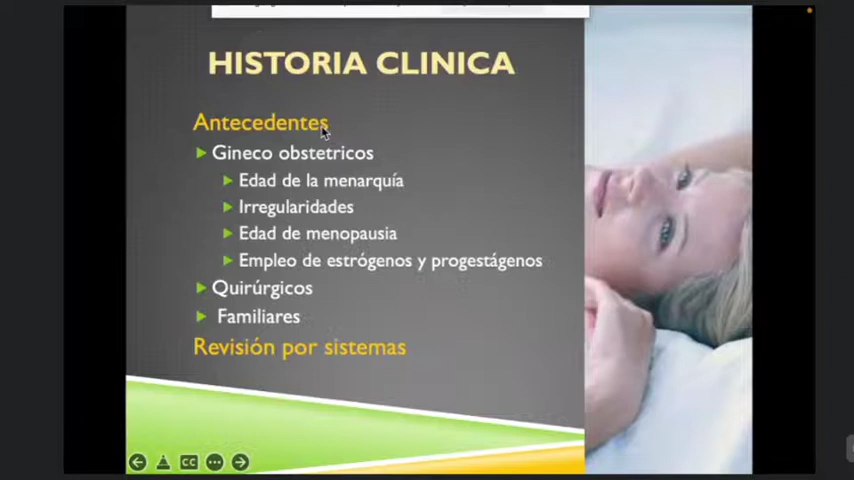 HISTORIA CLINICA
Antecedentes
Gineco obstetricos
Edad de la menarquía
Irregularidades
Edad de menopausia
Empleo de estrógenos y progestágenos
Quirúrgicos
Familiares
Revisión por sistemas
CC